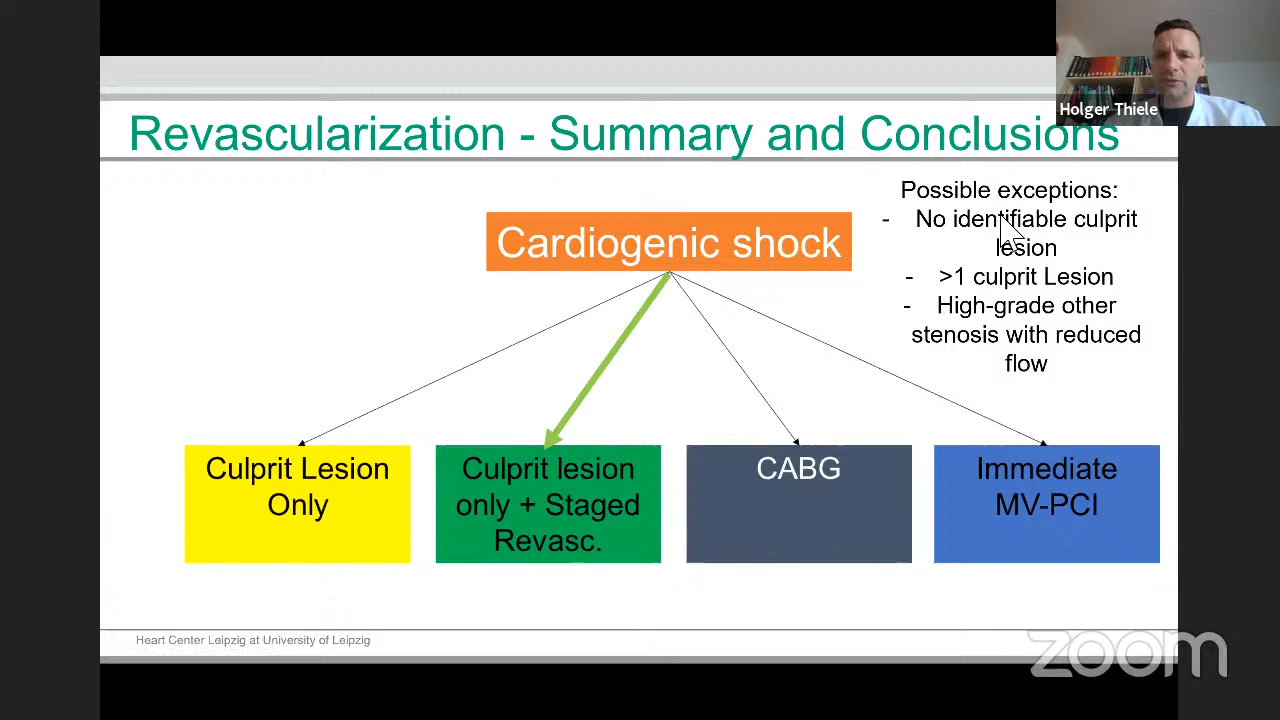 Holger Thiele
Revascularization - Summary and Conclusions
Possible exceptions:
- No identifiable culprit
lesion
- >1 culprit Lesion
- High-grade other
stenosis with reduced
flow
Cardiogenic shock
Culprit Lesion
Only
Culprit lesion
only + Staged
Revasc.
CABG
Immediate
MV-PCI
Heart Center Leipzig at University of Leipzig
zoom